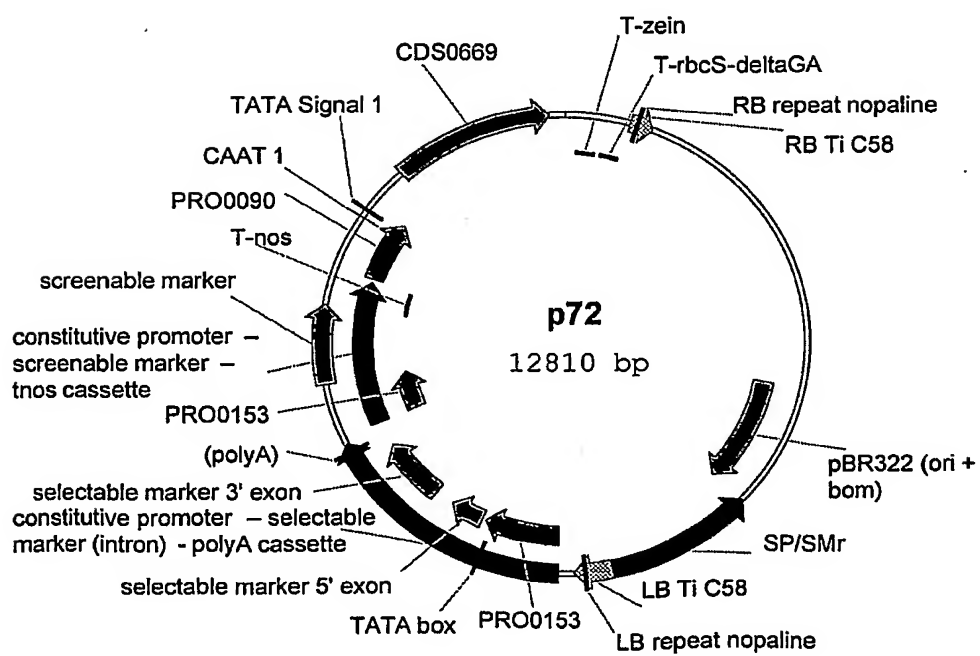 T-zein
CDS0669
T-rbcS-deltaGA
TATA Signal 1
RB repeat nopaline
RB Ti C58
CAAT 1
PRO0090
T-nos
screenable marker
p72
constitutive promoter –
screenable marker –
tnos cassette
12810 bp
PRO0153
(polyA)
pBR322 (ori +
bom)
selectable marker 3' exon
constitutive promoter – selectable
marker (intron) - polyA cassette
SP/SMr
selectable marker 5' exon
LB Ti C58
TATA box
PRO0153
LB repeat nopaline